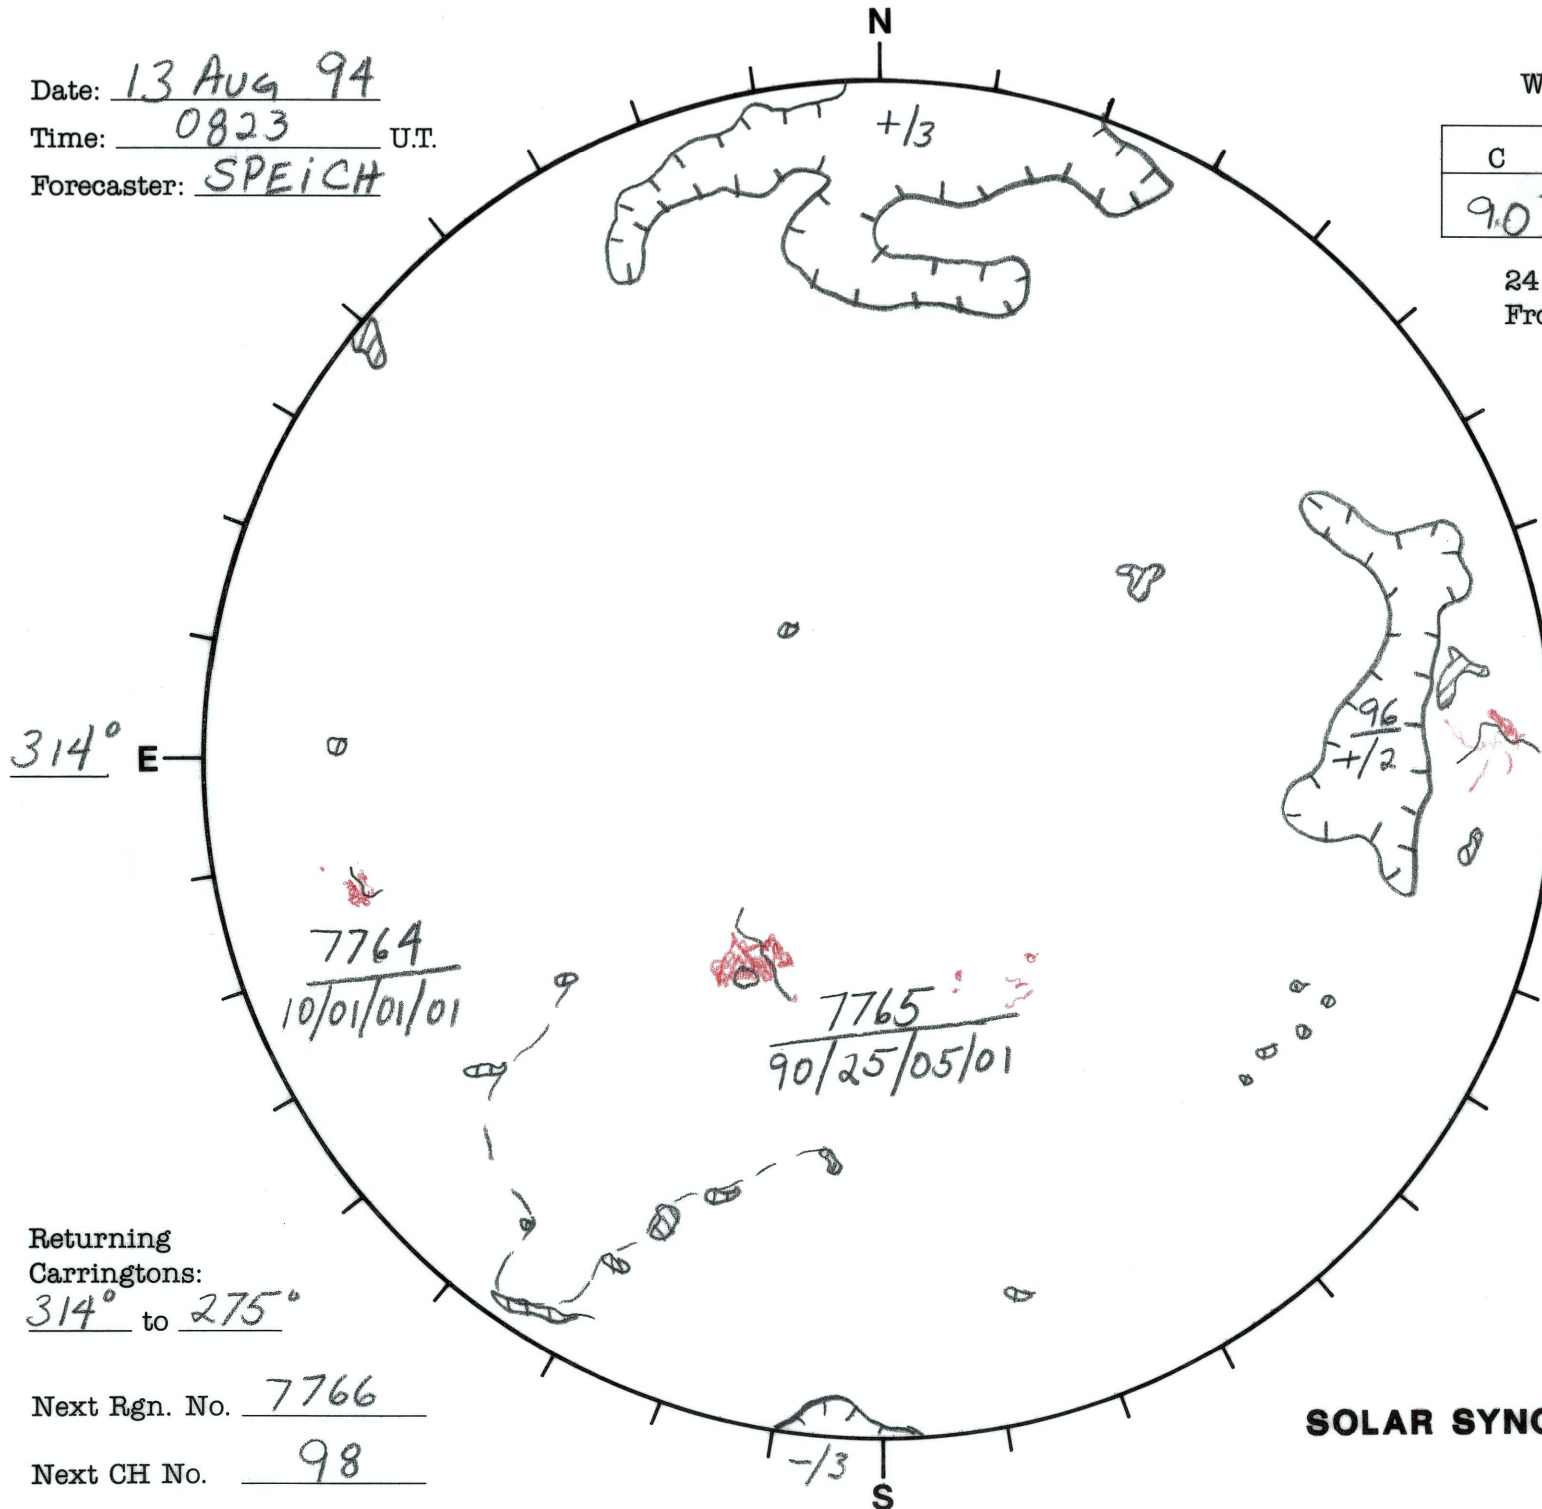 N
Date: 13 AUG 94
Time: 0823 U.T.
Forecaster: SPEiCH
+/3
W
C
9.0
24
Fro
314° E
96
+/2
7764
10/01/01/01
7765
90/25/05/01
Returning
Carringtons:
314° to 275°
Next Rgn. No. 7766
Next CH No. 98
-/3
S
SOLAR SYNO